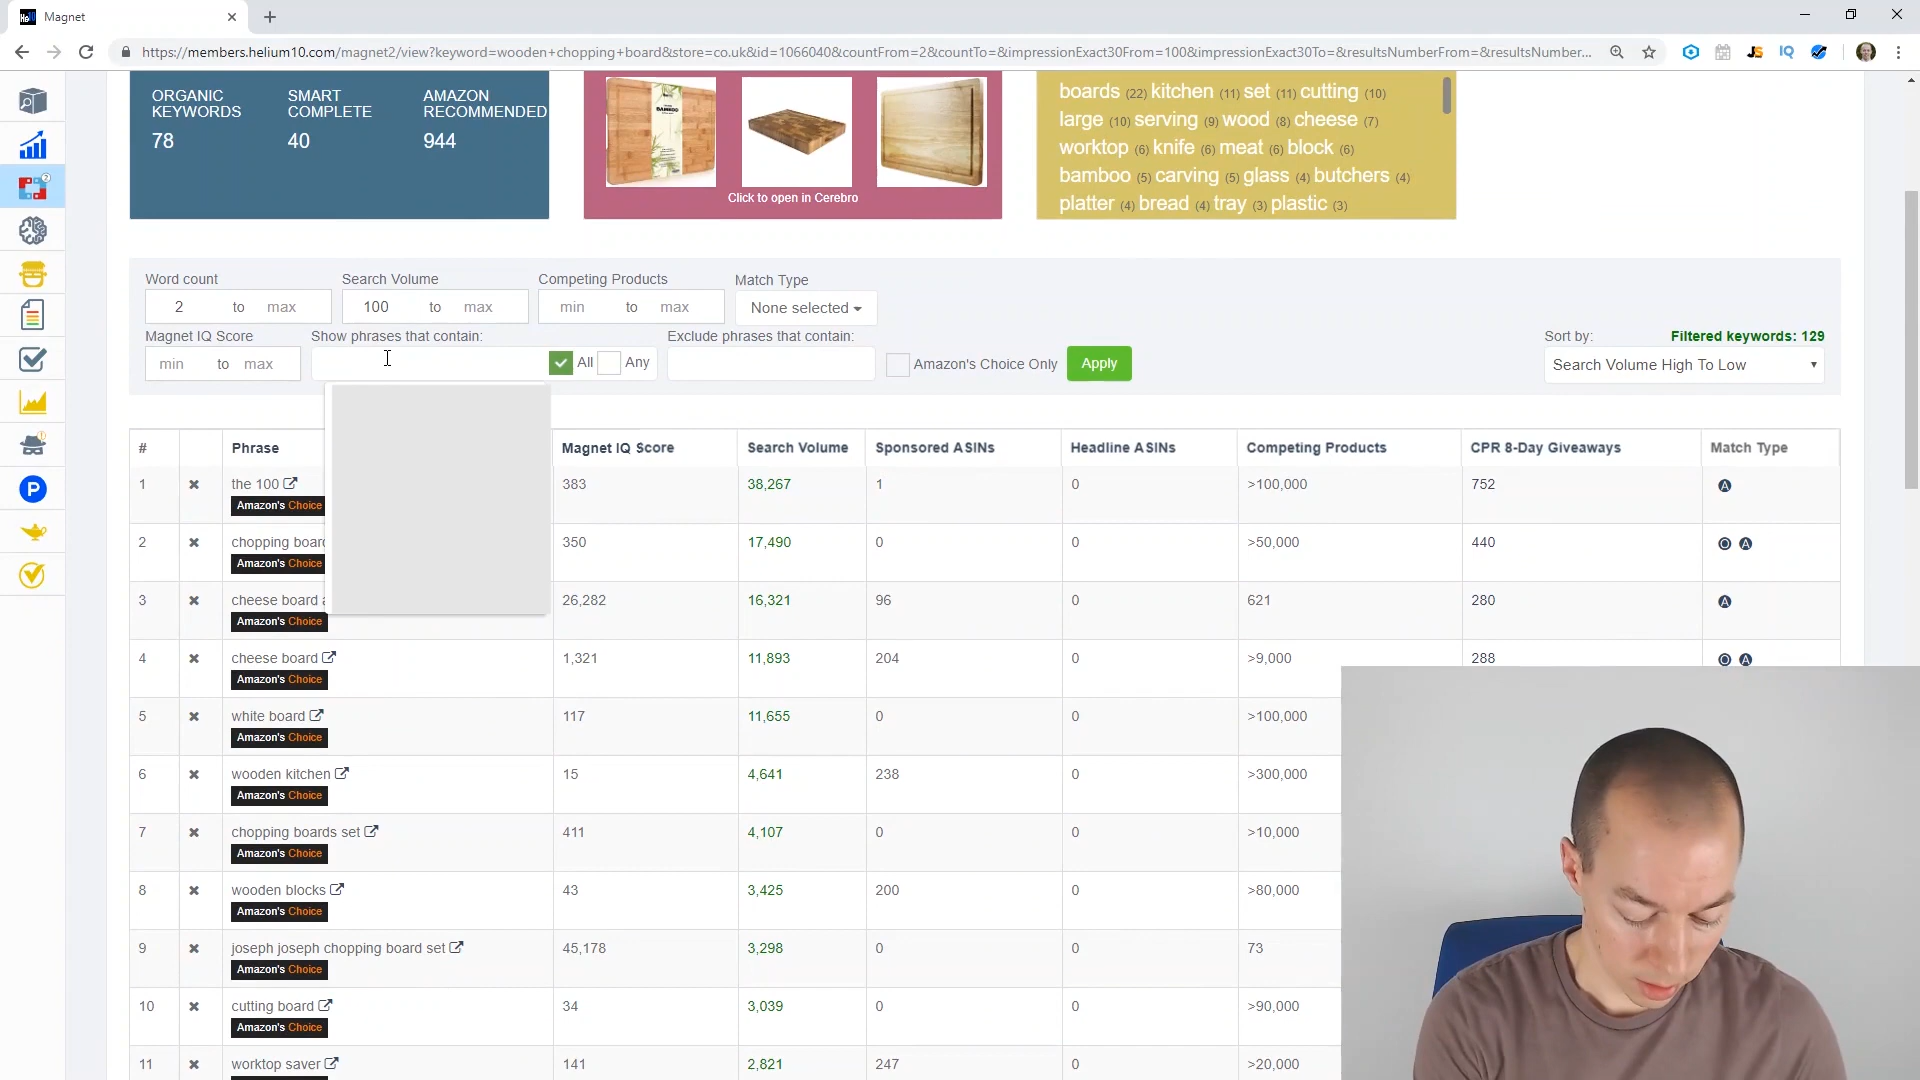 Magnet
https://members.helium10.com/magnet2/view?keyword=wooden+chopping+board&store=co.uk&id=1066040&countFrom=2&countTo=&impressionExact30From=100&impressionExact30To=&resultsNumberFrom=&resultsNumber...
ORGANIC KEYWORDS
78
SMART COMPLETE
40
AMAZON RECOMMENDED
944
BAMBOO
Click to open in Cerebro
boards (22) kitchen (11) set (11) cutting (10)
large (10) serving (9) wood (8) cheese (7)
worktop (6) knife (6) meat (6) block (6)
bamboo (5) carving (5) glass (4) butchers (4)
platter (4) bread (4) tray (3) plastic (3)
Word count Search Volume Competing Products Match Type
2 to max 100 to max min to max None selected
Magnet IQ Score Show phrases that contain: Exclude phrases that contain: Sort by: Filtered keywords: 129
min to max All Any Amazon's Choice Only Apply Search Volume High To Low
# Phrase Magnet IQ Score Search Volume Sponsored ASINs Headline ASINs Competing Products CPR 8-Day Giveaways Match Type
1 the 100 383 38,267 1 0 >100,000 752 A
Amazon's Choice
2 chopping board 350 17,490 0 0 >50,000 440 O A
Amazon's Choice
3 cheese board 26,282 16,321 96 0 621 280 A
Amazon's Choice
4 cheese board 1,321 11,893 204 0 >9,000 288 O A
Amazon's Choice
5 white board 117 11,655 0 0 >100,000
Amazon's Choice
6 wooden kitchen 15 4,641 238 0 >300,000
Amazon's Choice
7 chopping boards set 411 4,107 0 0 >10,000
Amazon's Choice
8 wooden blocks 43 3,425 200 0 >80,000
Amazon's Choice
9 joseph joseph chopping board set 45,178 3,298 0 0 73
Amazon's Choice
10 cutting board 34 3,039 0 0 >90,000
Amazon's Choice
11 worktop saver 141 2,821 247 0 >20,000